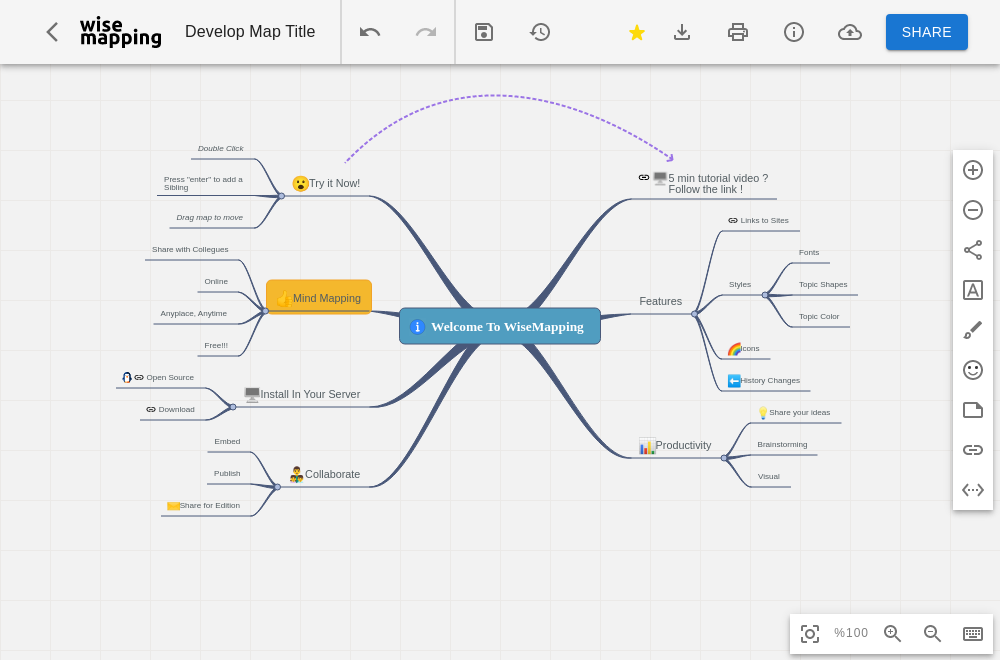 wise
mapping
Develop Map Title
SHARE
Double Click
Press "enter" to add a
Sibling
Drag map to move
Try it Now!
Share with Collegues
Online
Anyplace, Anytime
Free!!!
Mind Mapping
Open Source
Download
Install In Your Server
Embed
Publish
Share for Edition
Collaborate
Welcome To WiseMapping
5 min tutorial video ?
Follow the link !
Features
Links to Sites
Styles
Fonts
Topic Shapes
Topic Color
Icons
History Changes
Productivity
Share your ideas
Brainstorming
Visual
%100